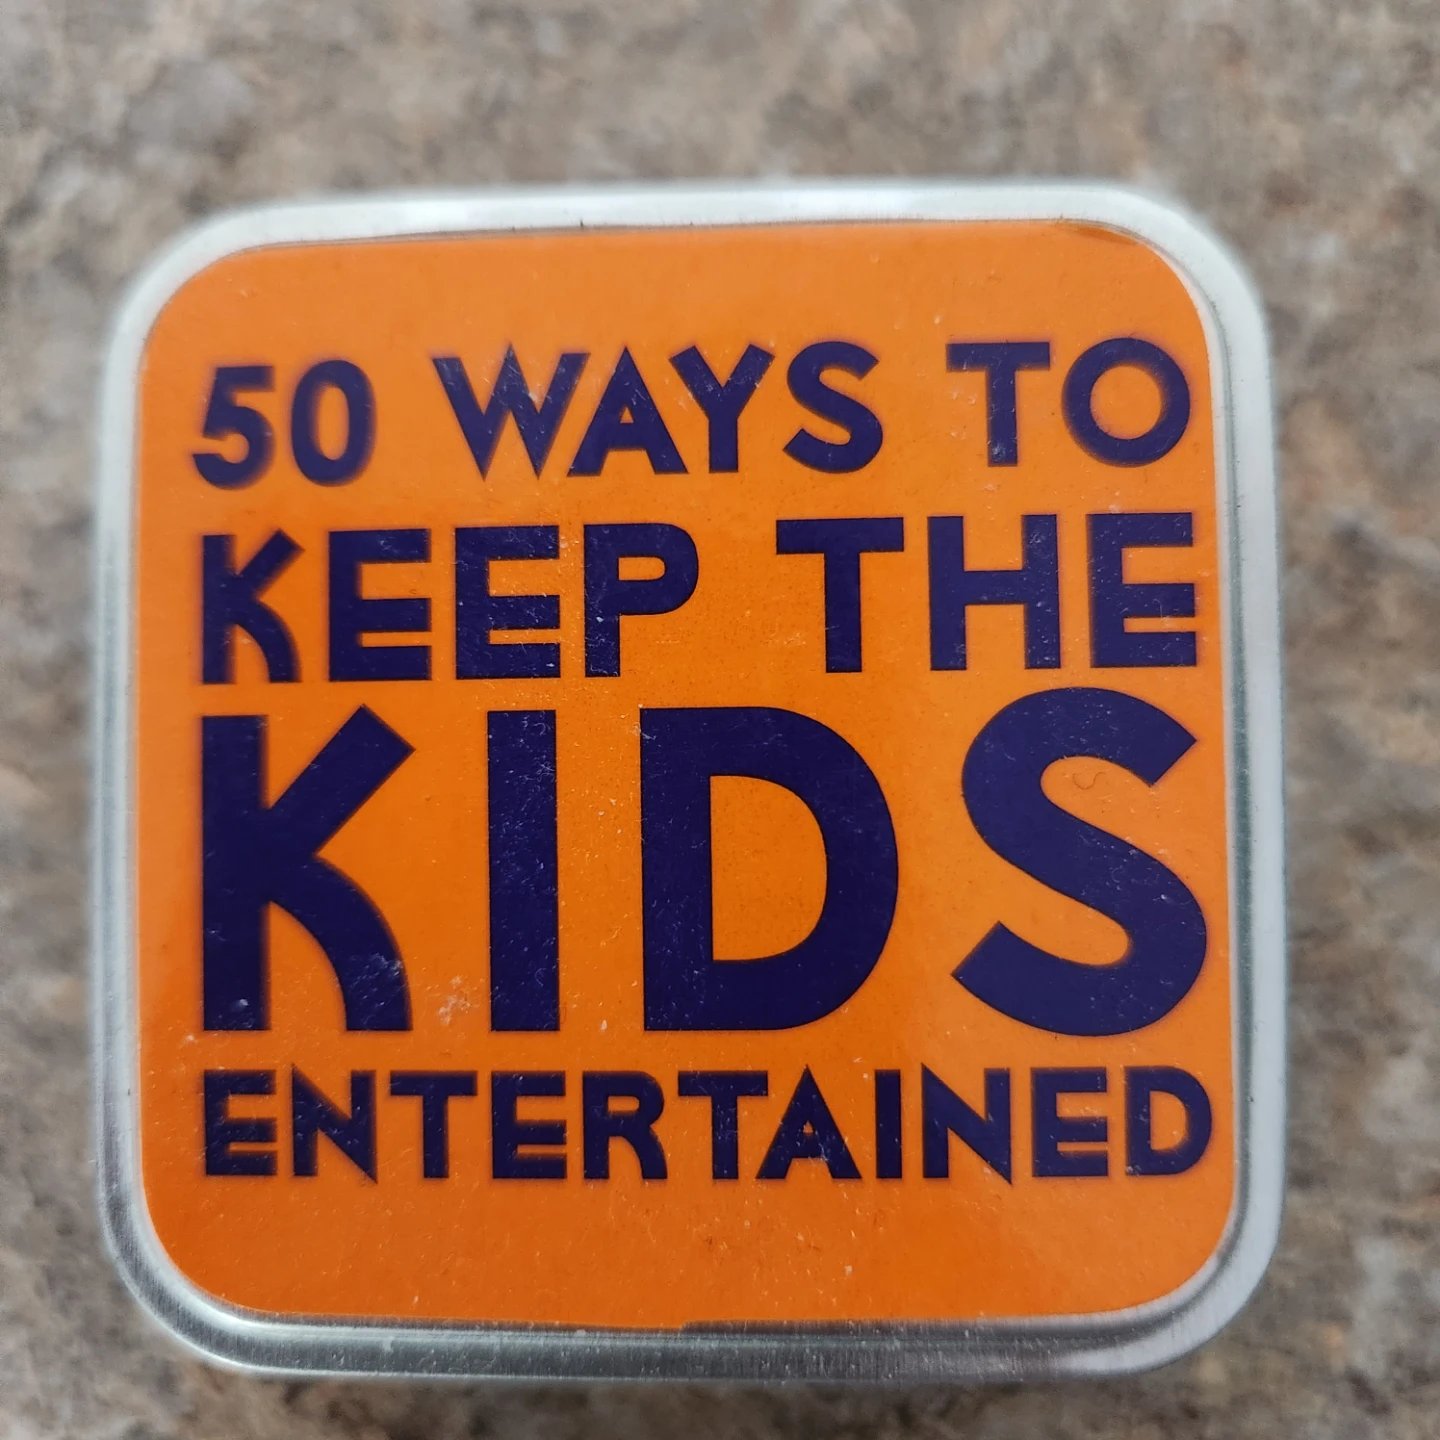 50 WAYS TO
KEEP THE
KIDS
ENTERTAINED